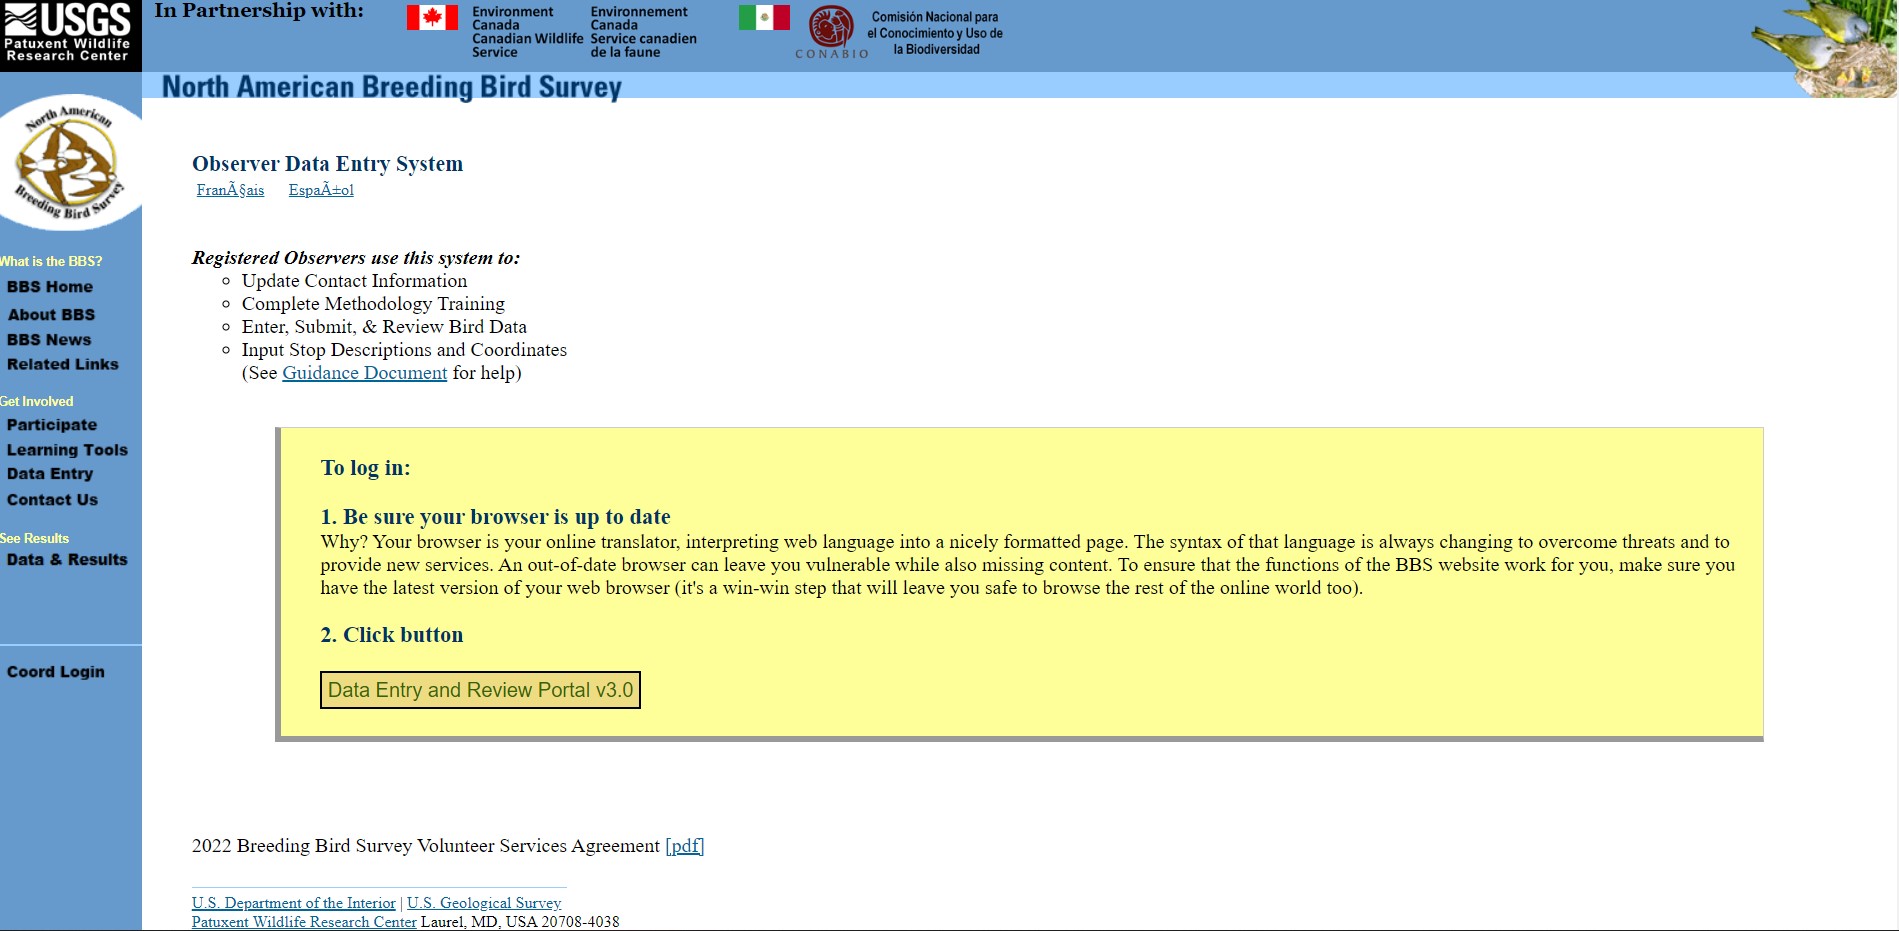 USGS
Patuxent Wildlife
Research Center
In Partnership with:
Environment
Canada
Canadian Wildlife
Service
Environnement
Canada
Service canadien
de la faune
CONABIO
Comisión Nacional para
el Conocimiento y Uso de
la Biodiversidad
North American Breeding Bird Survey
North American
Breeding Bird Survey
What is the BBS?
BBS Home
About BBS
BBS News
Related Links
Get Involved
Participate
Learning Tools
Data Entry
Contact Us
See Results
Data & Results
Coord Login
Observer Data Entry System
FranÃ§ais EspaÃ±ol
Registered Observers use this system to:
Update Contact Information
Complete Methodology Training
Enter, Submit, & Review Bird Data
Input Stop Descriptions and Coordinates
(See Guidance Document for help)
To log in:
1. Be sure your browser is up to date
Why? Your browser is your online translator, interpreting web language into a nicely formatted page. The syntax of that language is always changing to overcome threats and to
provide new services. An out-of-date browser can leave you vulnerable while also missing content. To ensure that the functions of the BBS website work for you, make sure you
have the latest version of your web browser (it's a win-win step that will leave you safe to browse the rest of the online world too).
2. Click button
Data Entry and Review Portal v3.0
2022 Breeding Bird Survey Volunteer Services Agreement [pdf]
U.S. Department of the Interior | U.S. Geological Survey
Patuxent Wildlife Research Center Laurel, MD, USA 20708-4038